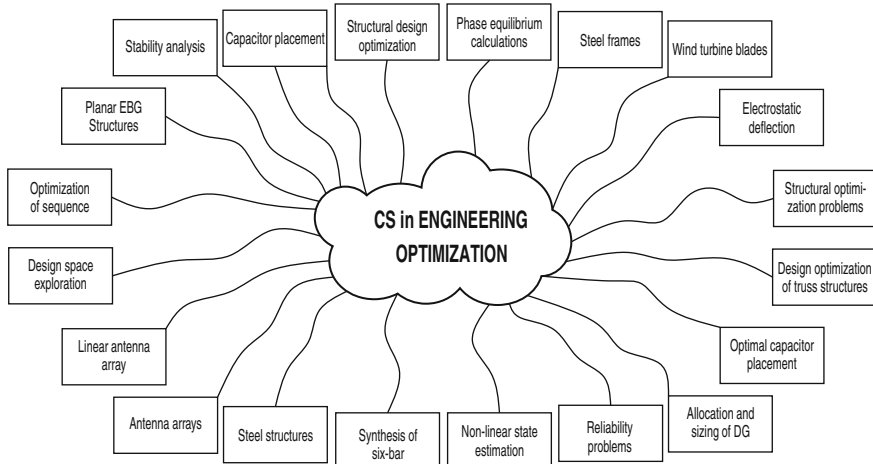 Stability analysis
Capacitor placement
Structural design
optimization
Phase equilibrium
calculations
Steel frames
Wind turbine blades
Planar EBG
Structures
Electrostatic
deflection
Optimization
of sequence
Structural optimi-
zation problems
CS in ENGINEERING
OPTIMIZATION
Design space
exploration
Design optimization
of truss structures
Linear antenna
array
Optimal capacitor
placement
Antenna arrays
Steel structures
Synthesis of
six-bar
Non-linear state
estimation
Reliability
problems
Allocation and
sizing of DG